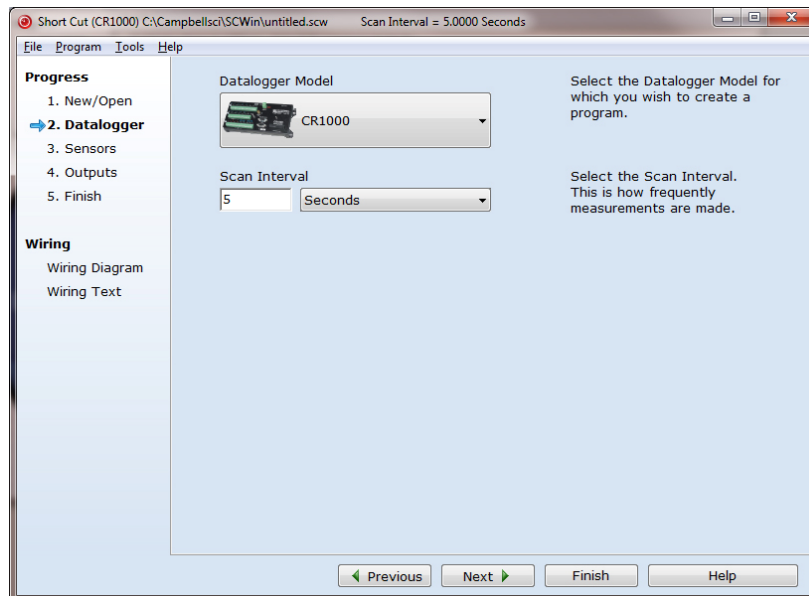 Short Cut (CR1000) C:\Campbellsci\SCWin\untitled.scw Scan Interval = 5.0000 Seconds
File Program Tools Help
Progress
1. New/Open
2. Datalogger
3. Sensors
4. Outputs
5. Finish
Wiring
Wiring Diagram
Wiring Text
Datalogger Model
CR1000
Select the Datalogger Model for
which you wish to create a
program.
Scan Interval
5 Seconds
Select the Scan Interval.
This is how frequently
measurements are made.
Previous Next Finish Help